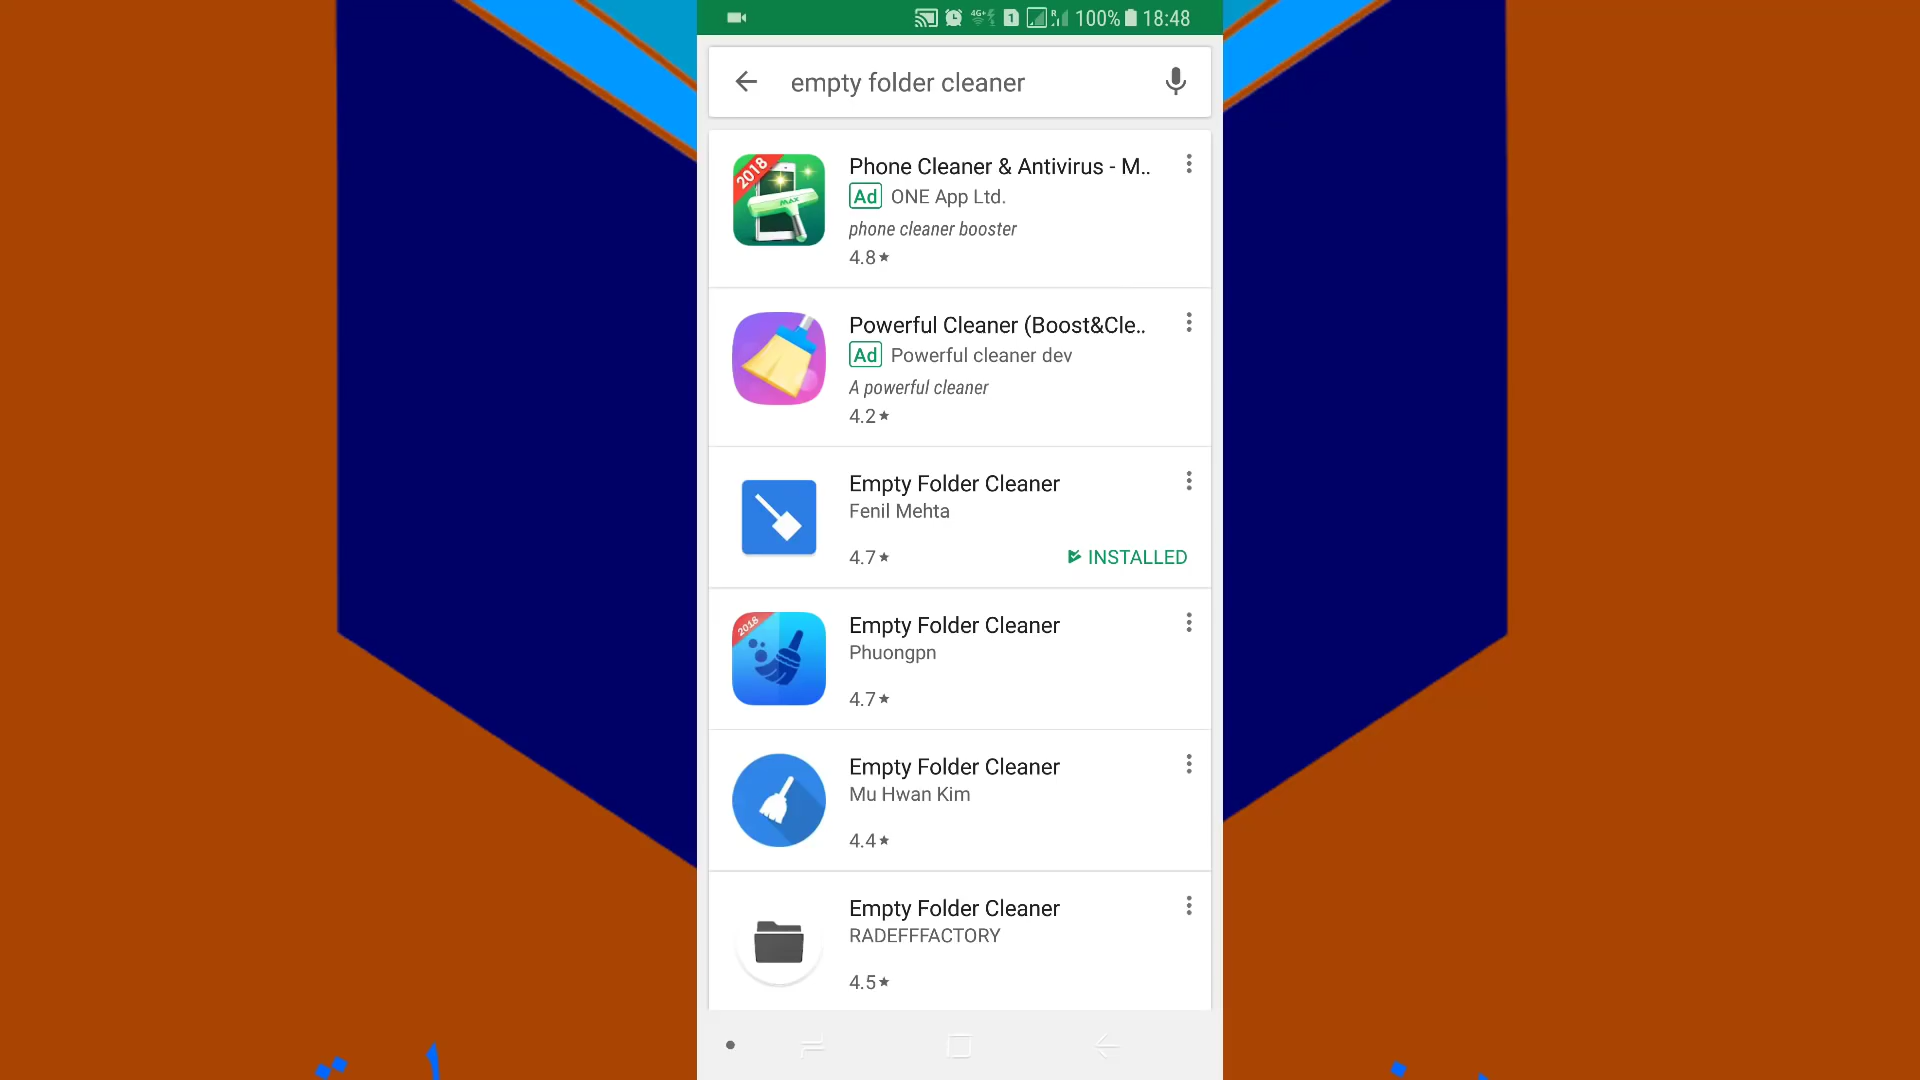 4G+ 1 R 100% 18:48
empty folder cleaner
2018
MAX
Phone Cleaner & Antivirus - M..
Ad ONE App Ltd.
phone cleaner booster
4.8★
Powerful Cleaner (Boost&Cle..
Ad Powerful cleaner dev
A powerful cleaner
4.2★
Empty Folder Cleaner
Fenil Mehta
4.7★ INSTALLED
2018
Empty Folder Cleaner
Phuongpn
4.7★
Empty Folder Cleaner
Mu Hwan Kim
4.4★
Empty Folder Cleaner
RADEFFFACTORY
4.5★